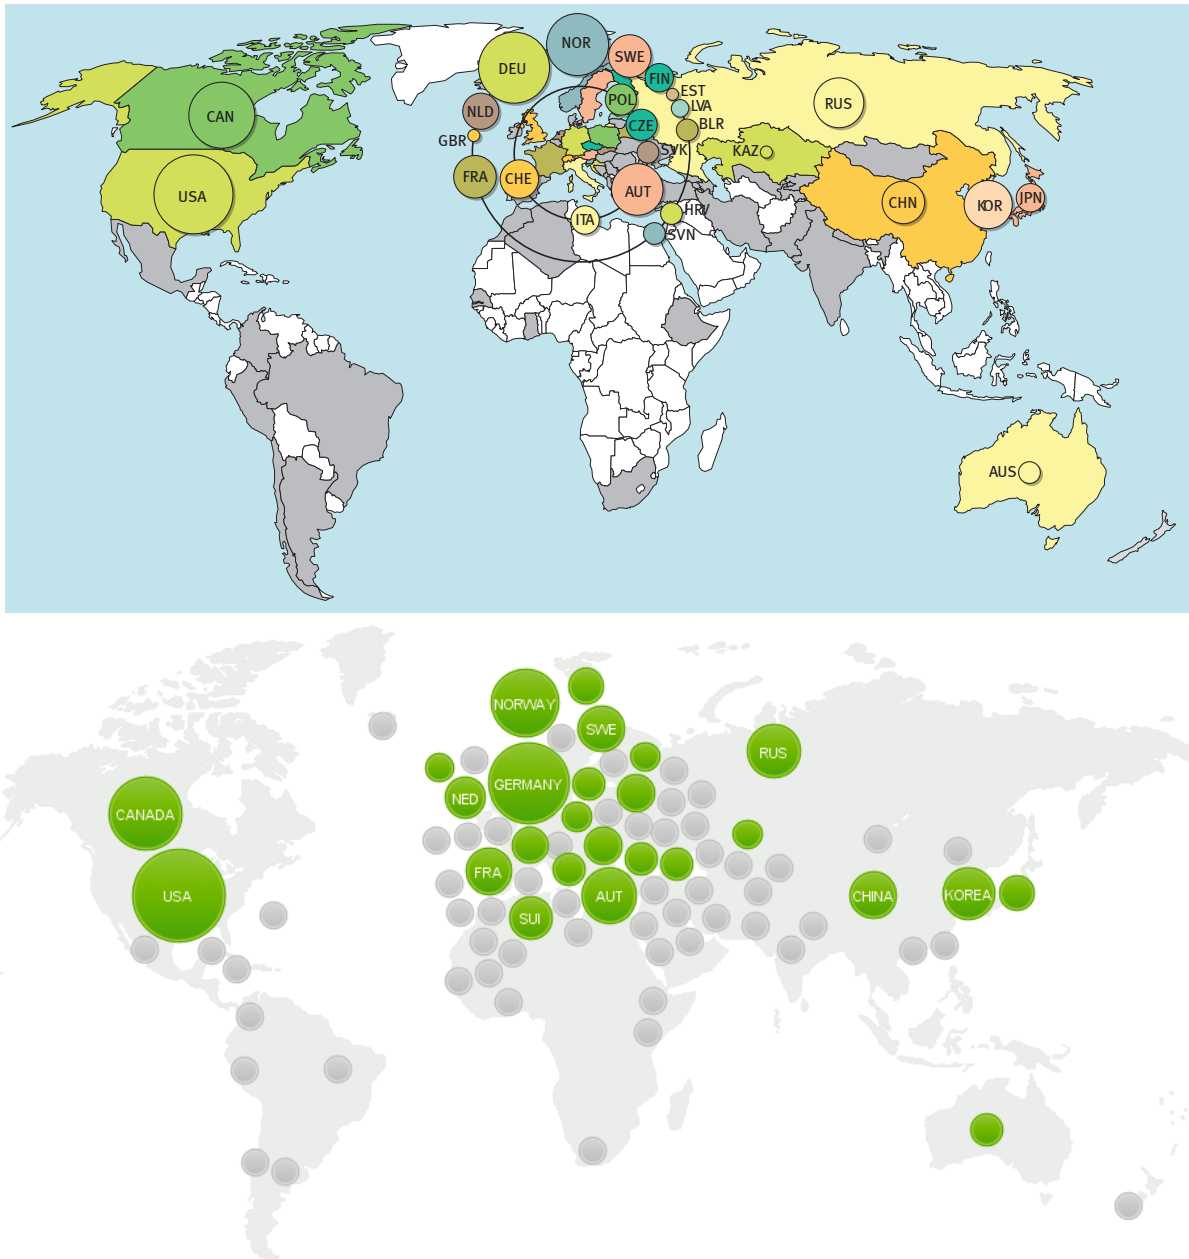 NOR
SWE
DEU
FIN
EST
POL
LVA
RUS
NLD
CAN
CZE
BLR
GBR
SVK
KAZ
FRA
CHE
AUT
USA
CHN
KOR
JPN
HRV
ITA
SVN
AUS
NORWAY
SWE
RUS
GERMANY
NED
CANADA
FRA
USA
AUT
CHINA
KOREA
SUI